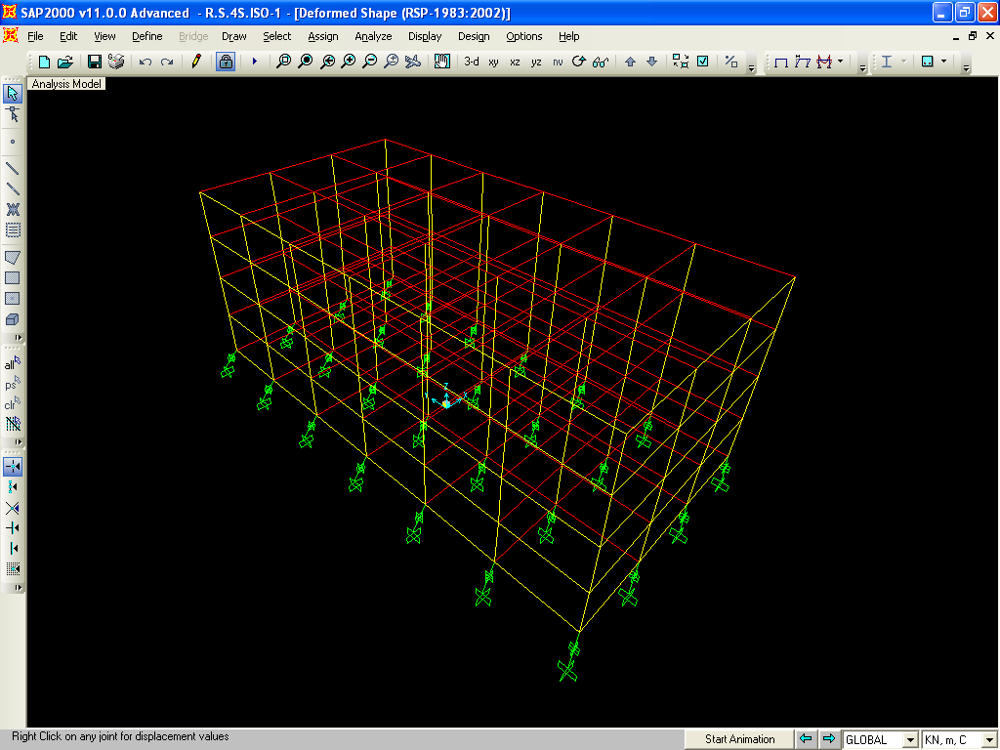 SAP2000 v11.0.0 Advanced - R.S.4S.ISO-1 - [Deformed Shape (RSP-1983:2002)]
File Edit View Define Bridge Draw Select Assign Analyze Display Design Options Help
3-d xy xz yz nv
Analysis Model
all
ps
clr
Z
Right Click on any joint for displacement values
Start Animation
GLOBAL
KN, m, C